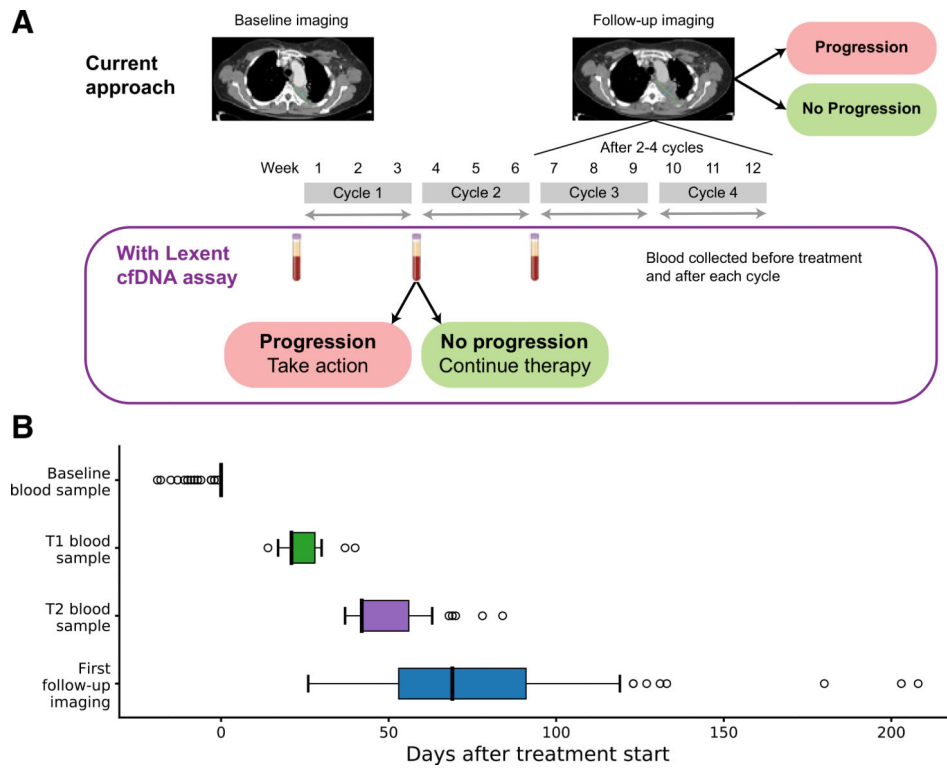 A
Baseline imaging
Follow-up imaging
Current
approach
Progression
No Progression
After 2-4 cycles
Week 1 2 3 4 5 6 7 8 9 10 11 12
Cycle 1 Cycle 2 Cycle 3 Cycle 4
With Lexent
cfDNA assay
Blood collected before treatment
and after each cycle
Progression
Take action
No progression
Continue therapy
B
Baseline
blood sample
T1 blood
sample
T2 blood
sample
First
follow-up
imaging
0 50 100 150 200
Days after treatment start